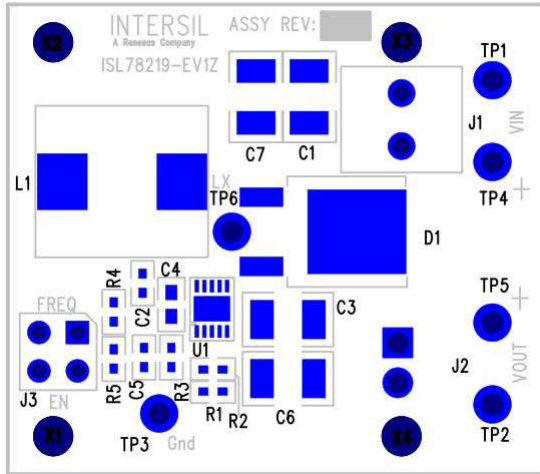 INTERSIL
A Renesas Company
ASSY REV:
ISL78219-EV1Z
X2
X3
TP1
J1
VIN
C7
C1
L1
LX
TP6
TP4
+
D1
R4
C4
C2
FREQ
TP5
+
C3
U1
J2
VOUT
J3
EN
R5
C5
R3
R1
R2
C6
TP3
Gnd
TP2
X1
X4